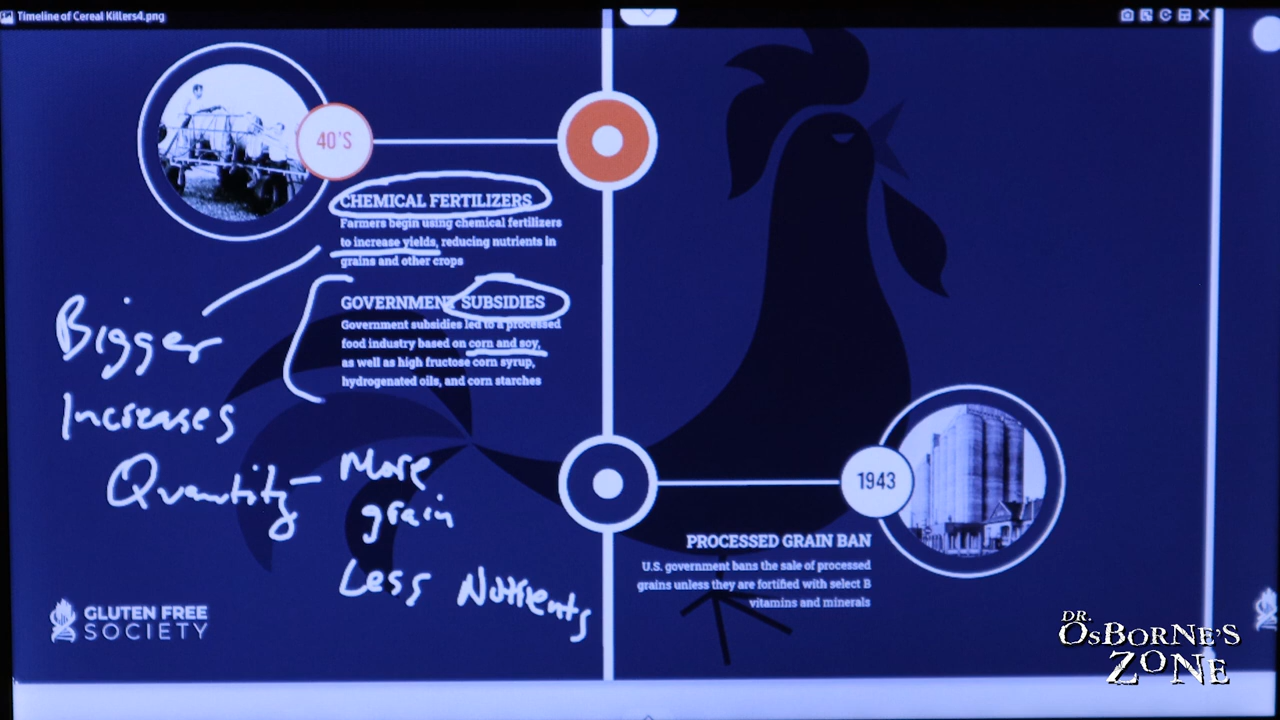 Timeline of Cereal Killers4.png
40'S
CHEMICAL FERTILIZERS
Farmers begin using chemical fertilizers
to increase yields, reducing nutrients in
grains and other crops
GOVERNMENT SUBSIDIES
Government subsidies led to a processed
food industry based on corn and soy,
as well as high fructose corn syrup,
hydrogenated oils, and corn starches
Bigger
Increases
Quantity - More
grain
Less Nutrients
1943
PROCESSED GRAIN BAN
U.S. government bans the sale of processed
grains unless they are fortified with select B
vitamins and minerals
GLUTEN FREE
SOCIETY
DR.
OSBORNE'S
ZONE